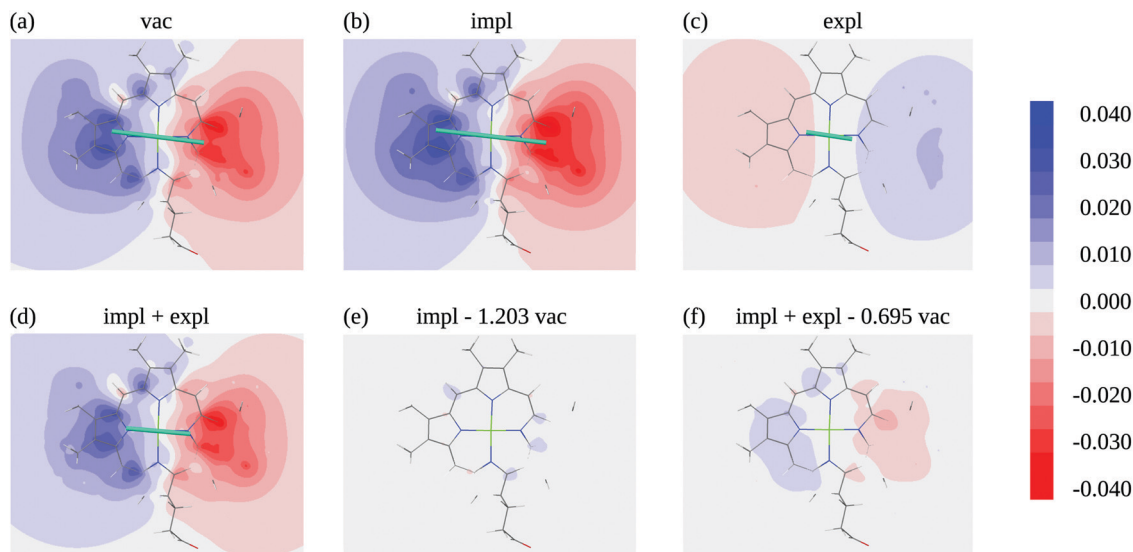 (a) vac
(b) impl
(c) expl
0.040
0.030
0.020
0.010
0.000
-0.010
-0.020
-0.030
-0.040
(d) impl + expl
(e) impl - 1.203 vac
(f) impl + expl - 0.695 vac